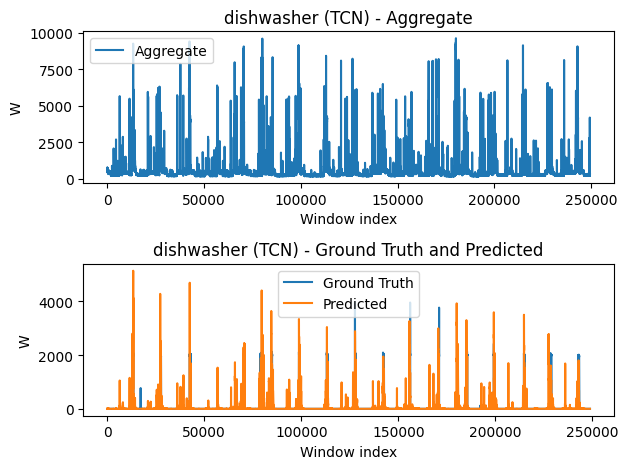 dishwasher (TCN) - Aggregate
10000
7500
5000
2500
0
W
Aggregate
0 50000 100000 150000 200000 250000
Window index
dishwasher (TCN) - Ground Truth and Predicted
4000
2000
0
W
Ground Truth
Predicted
0 50000 100000 150000 200000 250000
Window index